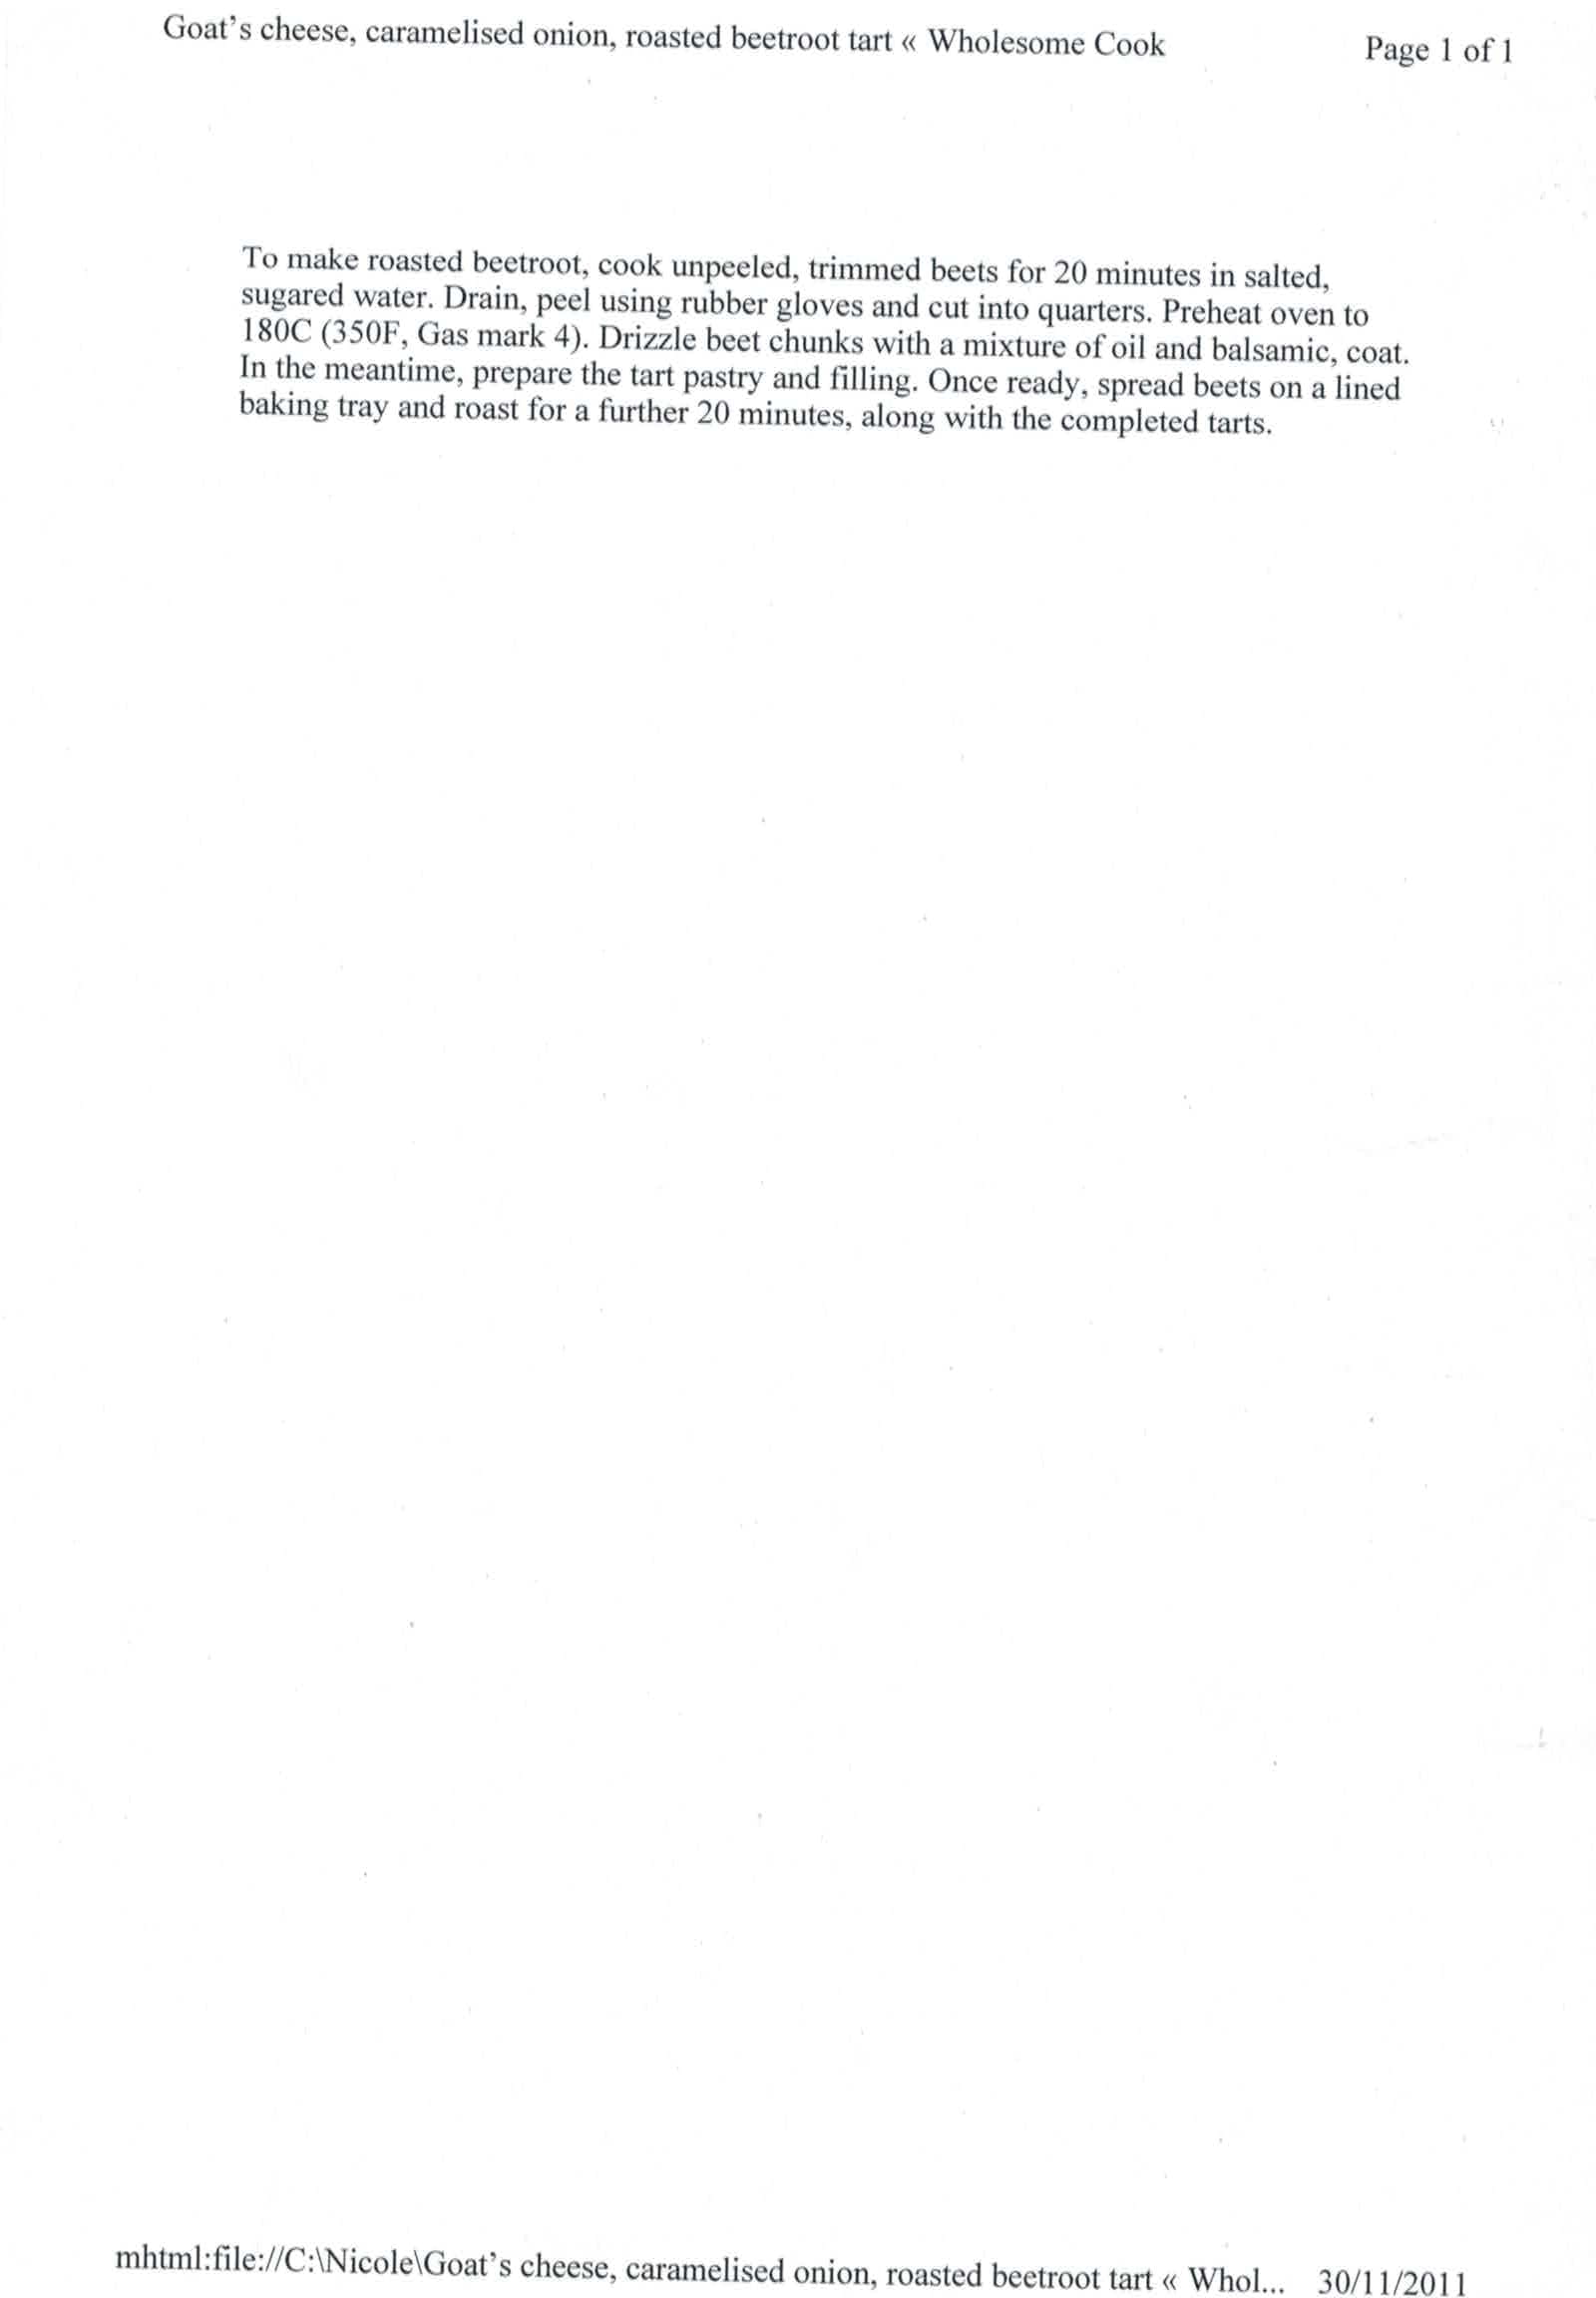 Goat's cheese, caramelised onion, roasted beetroot tart « Wholesome Cook Page 1 of 1
To make roasted beetroot, cook unpeeled, trimmed beets for 20 minutes in salted,
sugared water. Drain, peel using rubber gloves and cut into quarters. Preheat oven to
180C (350F, Gas mark 4). Drizzle beet chunks with a mixture of oil and balsamic, coat.
In the meantime, prepare the tart pastry and filling. Once ready, spread beets on a lined
baking tray and roast for a further 20 minutes, along with the completed tarts.
mhtml:file://C:\Nicole\Goat's cheese, caramelised onion, roasted beetroot tart « Whol... 30/11/2011